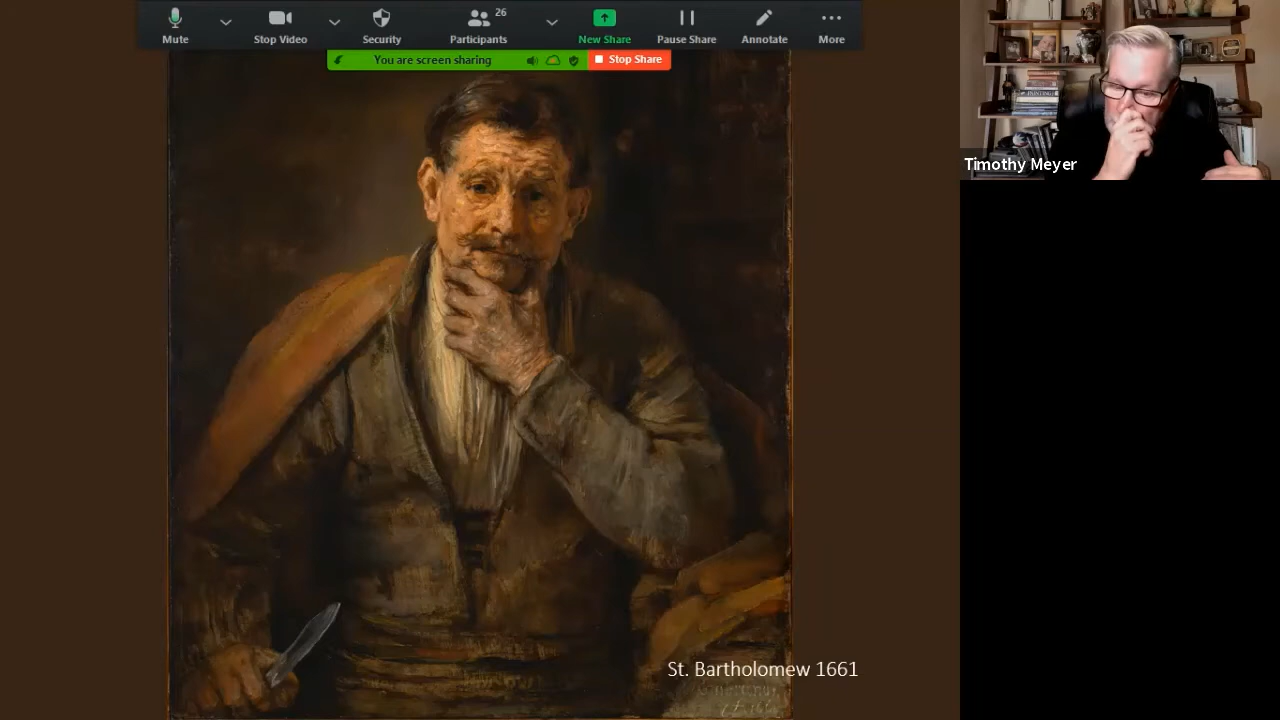 26
Mute
Stop Video
Security
Participants
New Share
Pause Share
Annotate
More
You are screen sharing
Stop Share
Timothy Meyer
St. Bartholomew 1661